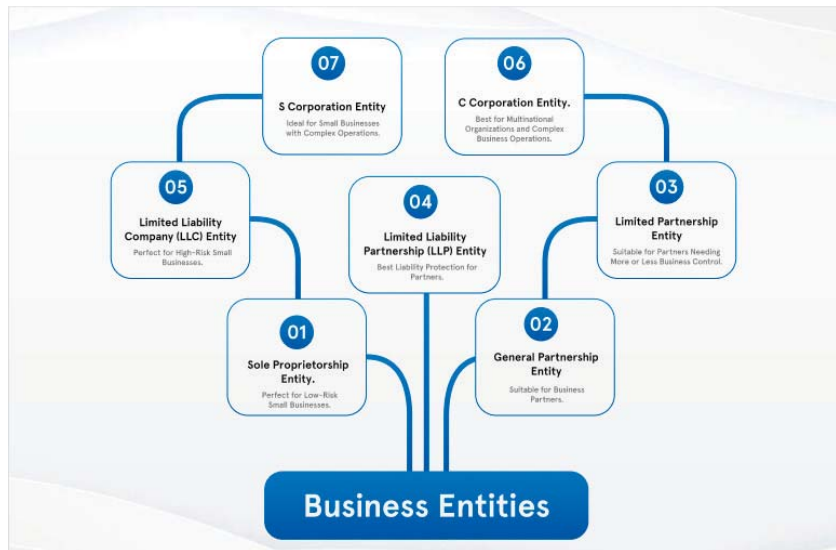 07
S Corporation Entity
Ideal for Small Businesses
with Complex Operations.
06
C Corporation Entity.
Best for Multinational
Organizations and Complex
Business Operations.
05
Limited Liability
Company (LLC) Entity
Perfect for High-Risk Small
Businesses.
04
Limited Liability
Partnership (LLP) Entity
Best Liability Protection for
Partners.
03
Limited Partnership
Entity
Suitable for Partners Needing
More or Less Business Control.
01
Sole Proprietorship
Entity.
Perfect for Low-Risk
Small Businesses.
02
General Partnership
Entity
Suitable for Business
Partners.
Business Entities